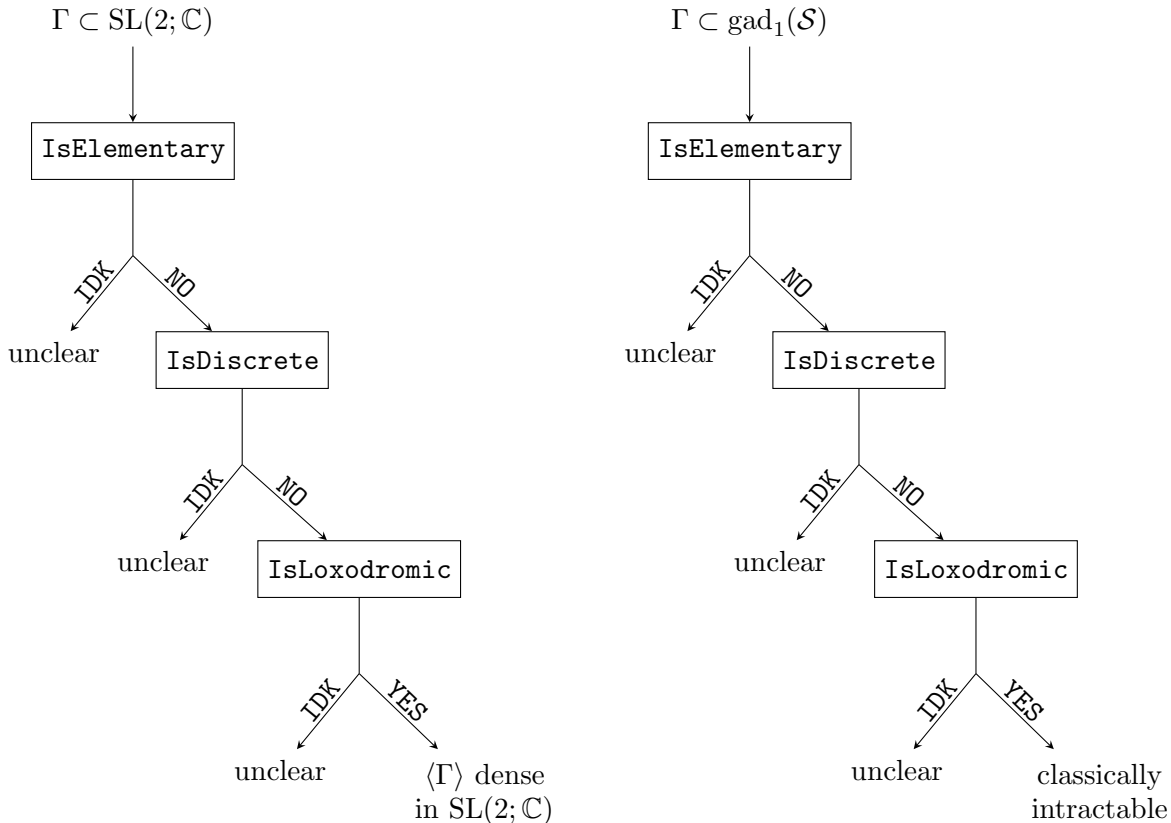 Γ ⊂ SL(2; ℂ)
IsElementary
IDK
NO
unclear
IsDiscrete
IDK
NO
unclear
IsLoxodromic
IDK
YES
unclear
⟨Γ⟩ dense
in SL(2; ℂ)
Γ ⊂ gad₁(𝒮)
IsElementary
IDK
NO
unclear
IsDiscrete
IDK
NO
unclear
IsLoxodromic
IDK
YES
unclear
classically
intractable